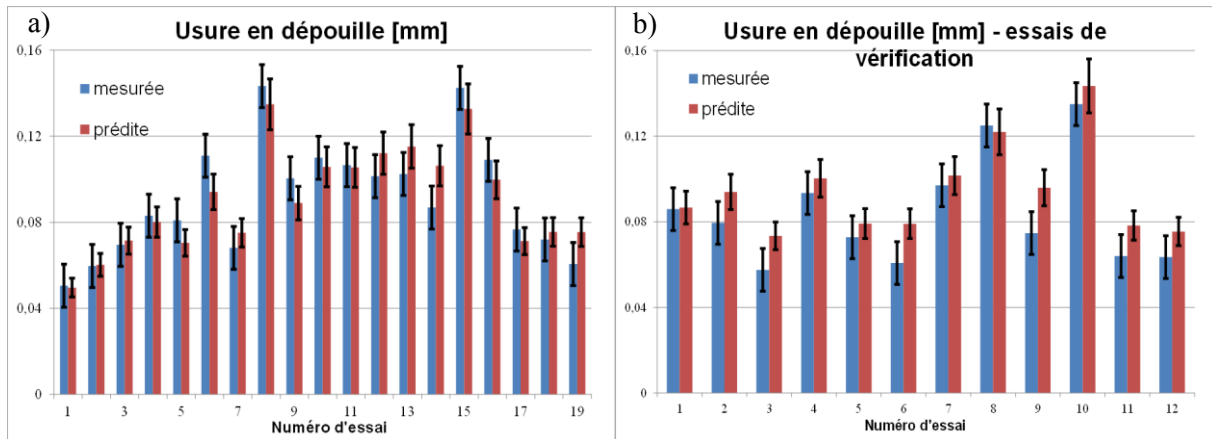 a)
Usure en dépouille [mm]
0,16
0,12
0,08
0,04
0
mesurée
prédite
1 3 5 7 9 11 13 15 17 19
Numéro d'essai
b)
Usure en dépouille [mm] - essais de
vérification
0,16
0,12
0,08
0,04
0
mesurée
prédite
1 2 3 4 5 6 7 8 9 10 11 12
Numéro d'essai